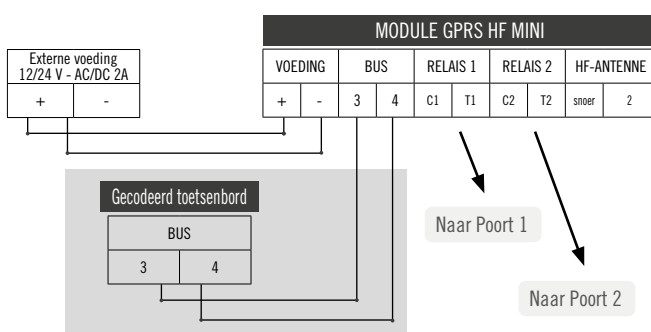 MODULE GPRS HF MINI
Externe voeding
12/24 V - AC/DC 2A
VOEDING BUS RELAIS 1 RELAIS 2 HF-ANTENNE
+ -
+ - 3 4 C1 T1 C2 T2 snoer 2
Gecodeerd toetsenbord
BUS
3 4
Naar Poort 1
Naar Poort 2